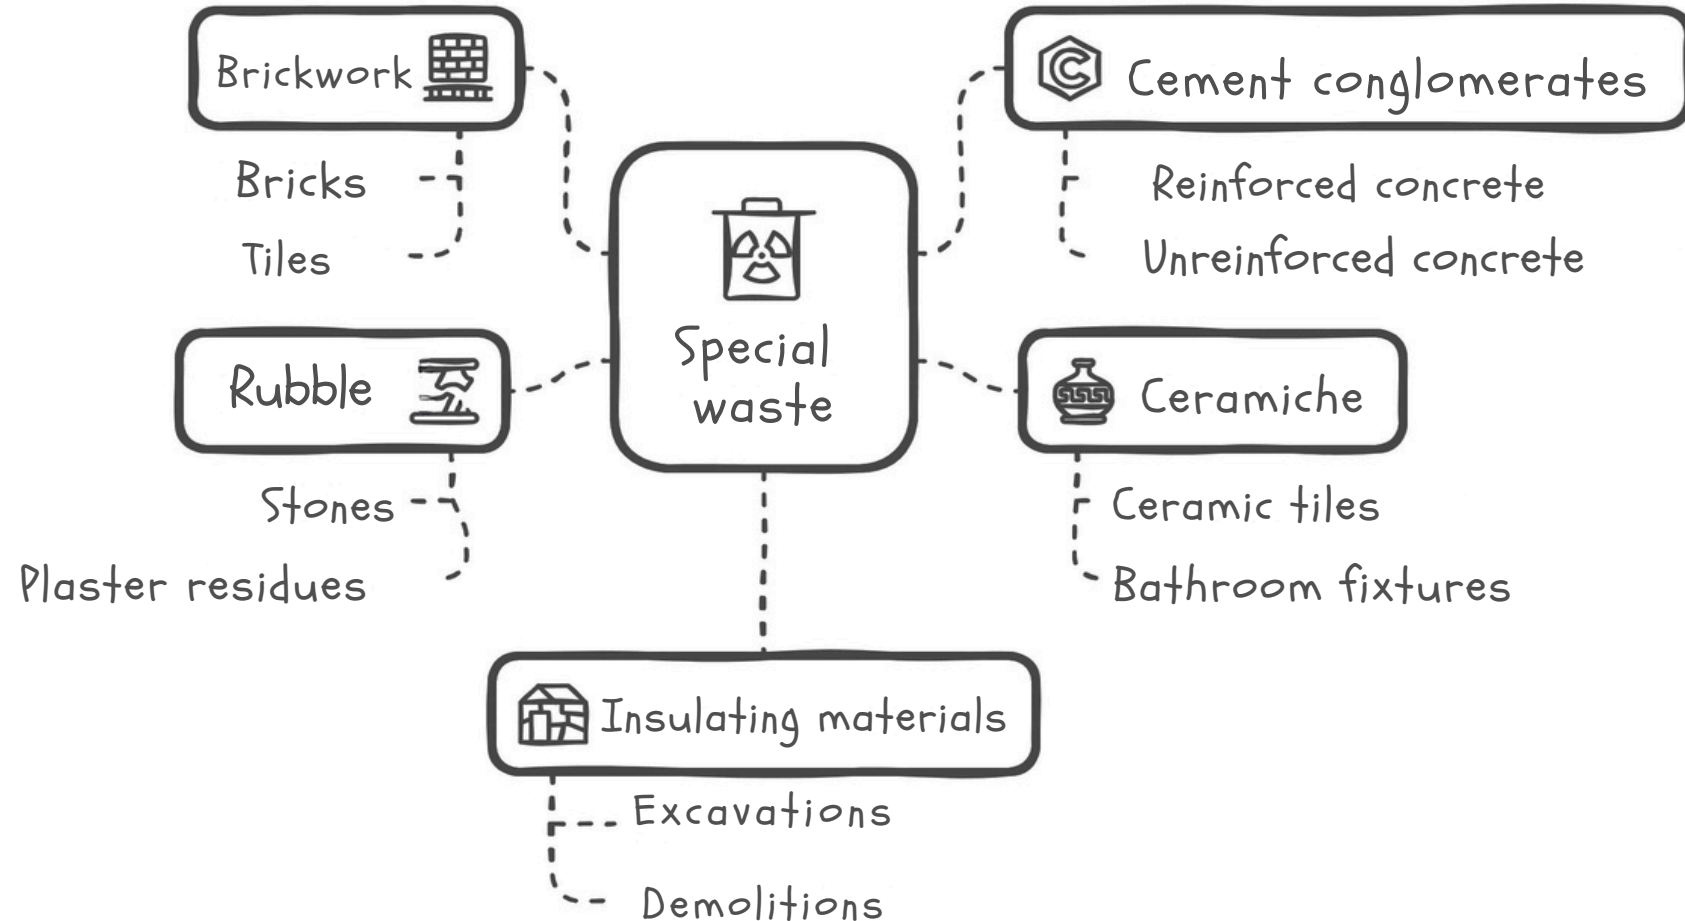 Brickwork
Bricks
Tiles
Cement conglomerates
Reinforced concrete
Unreinforced concrete
Special
waste
Rubble
Stones
Plaster residues
Ceramiche
Ceramic tiles
Bathroom fixtures
Insulating materials
Excavations
Demolitions